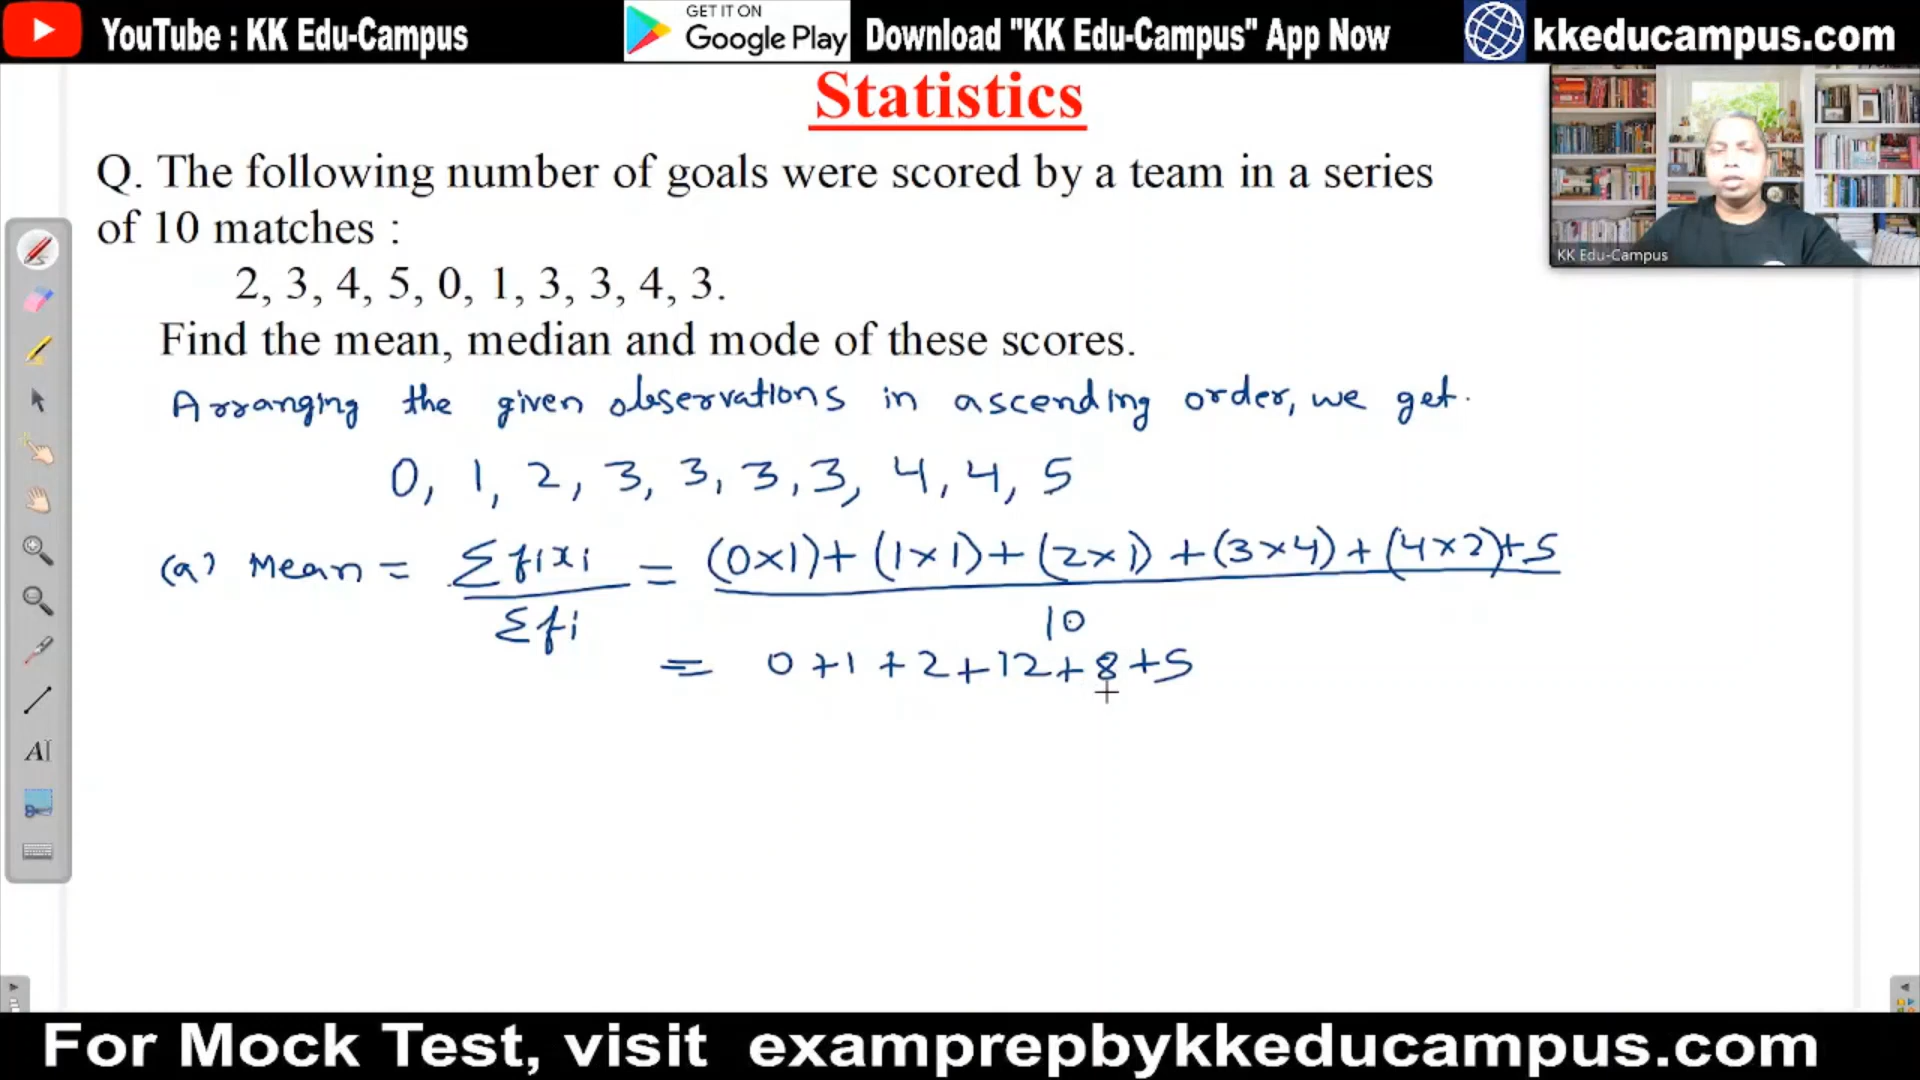 YouTube : KK Edu-Campus
GET IT ON
Google Play
Download "KK Edu-Campus" App Now
kkeducampus.com
Statistics
Q. The following number of goals were scored by a team in a series
of 10 matches :
2, 3, 4, 5, 0, 1, 3, 3, 4, 3.
Find the mean, median and mode of these scores.
KK Edu-Campus
Arranging the given observations in ascending order, we get.
0, 1, 2, 3, 3, 3, 3, 4, 4, 5
(a) Mean = Σfixi / Σfi = (0×1)+(1×1)+(2×1)+(3×4)+(4×2)+5 / 10
= 0+1+2+12+8+5
AI
For Mock Test, visit examprepbykkeducampus.com